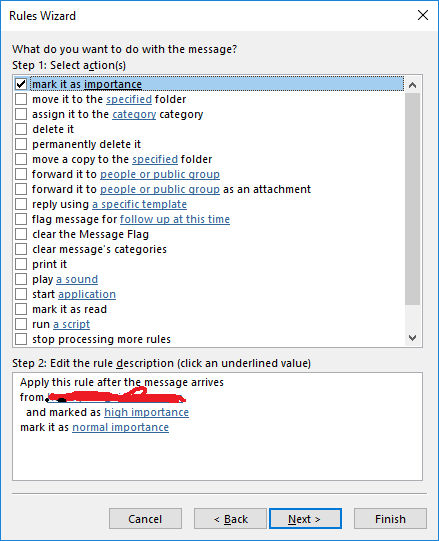 Rules Wizard
What do you want to do with the message?
Step 1: Select action(s)
mark it as importance
move it to the specified folder
assign it to the category category
delete it
permanently delete it
move a copy to the specified folder
forward it to people or public group
forward it to people or public group as an attachment
reply using a specific template
flag message for follow up at this time
clear the Message Flag
clear message's categories
print it
play a sound
start application
mark it as read
run a script
stop processing more rules
Step 2: Edit the rule description (click an underlined value)
Apply this rule after the message arrives
from
and marked as high importance
mark it as normal importance
Cancel
< Back
Next >
Finish